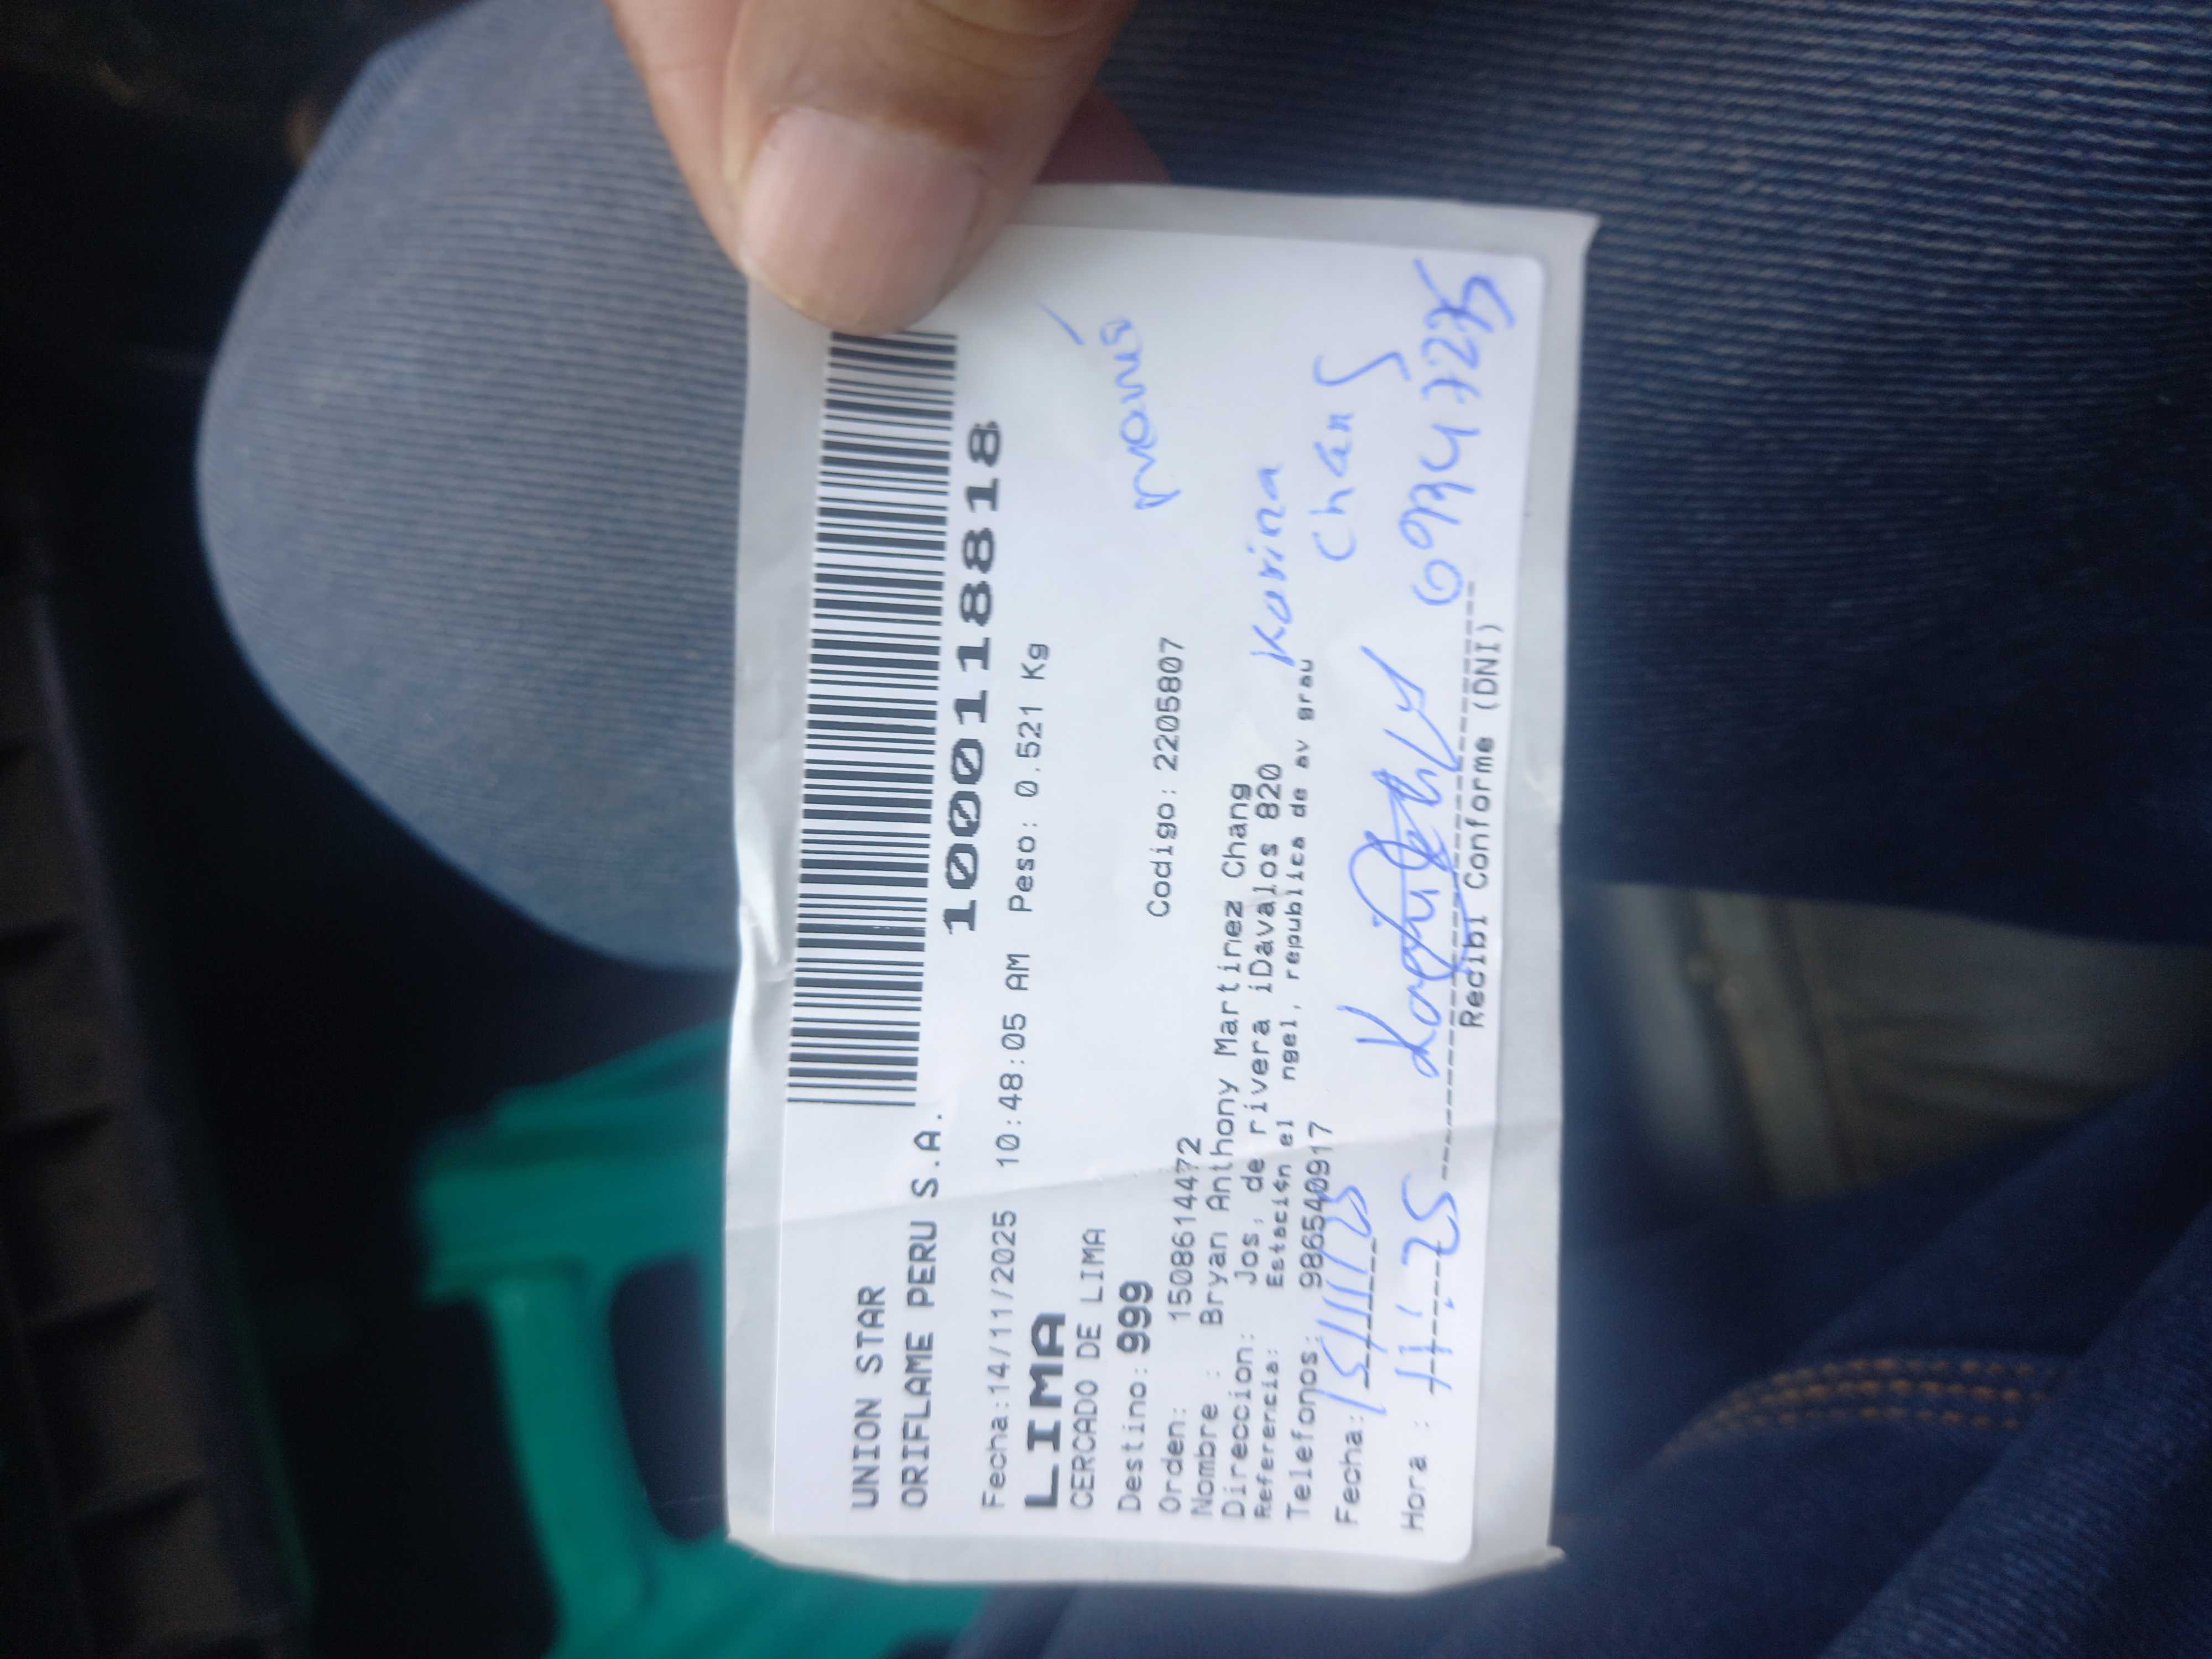 UNION STAR
ORIFLAME PERU S.A.
1000118818
Fecha:14/11/2025 10:48:05 AM Peso: 0.521 Kg
LIMA
CERCADO DE LIMA
mamá
Destino: 999
Orden: 1508614472 Codigo: 2205807
Nombre : Bryan Anthony Martinez Chang
Direccion: Jos¡ de rivera iDavalos 820
Referencia: Estación el ngel, republica de av grau
Karina
Chang
Telefonos: 986540917
Fecha: 15/11/25
Hora : 11:25
Recibi Conforme (DNI)